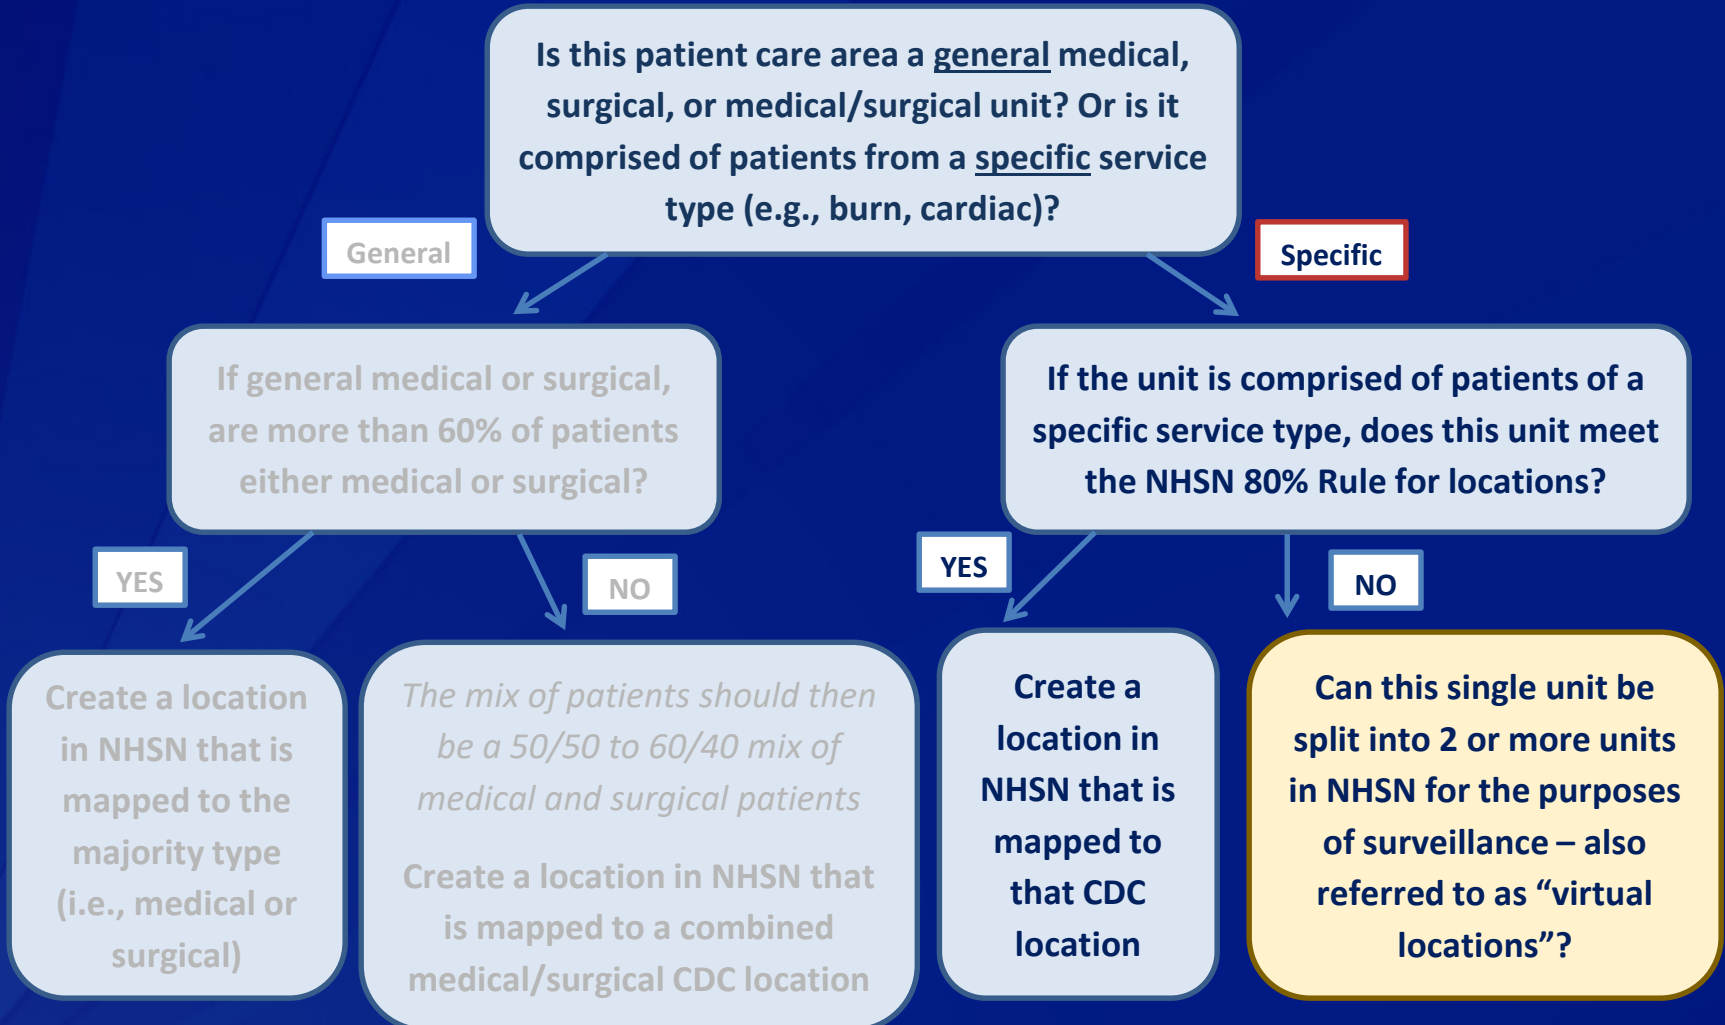 Is this patient care area a general medical,
surgical, or medical/surgical unit? Or is it
comprised of patients from a specific service
type (e.g., burn, cardiac)?
General
Specific
If general medical or surgical,
are more than 60% of patients
either medical or surgical?
If the unit is comprised of patients of a
specific service type, does this unit meet
the NHSN 80% Rule for locations?
YES
NO
YES
NO
Create a location
in NHSN that is
mapped to the
majority type
(i.e., medical or
surgical)
The mix of patients should then
be a 50/50 to 60/40 mix of
medical and surgical patients
Create a location in NHSN that
is mapped to a combined
medical/surgical CDC location
Create a
location in
NHSN that is
mapped to
that CDC
location
Can this single unit be
split into 2 or more units
in NHSN for the purposes
of surveillance – also
referred to as “virtual
locations”?